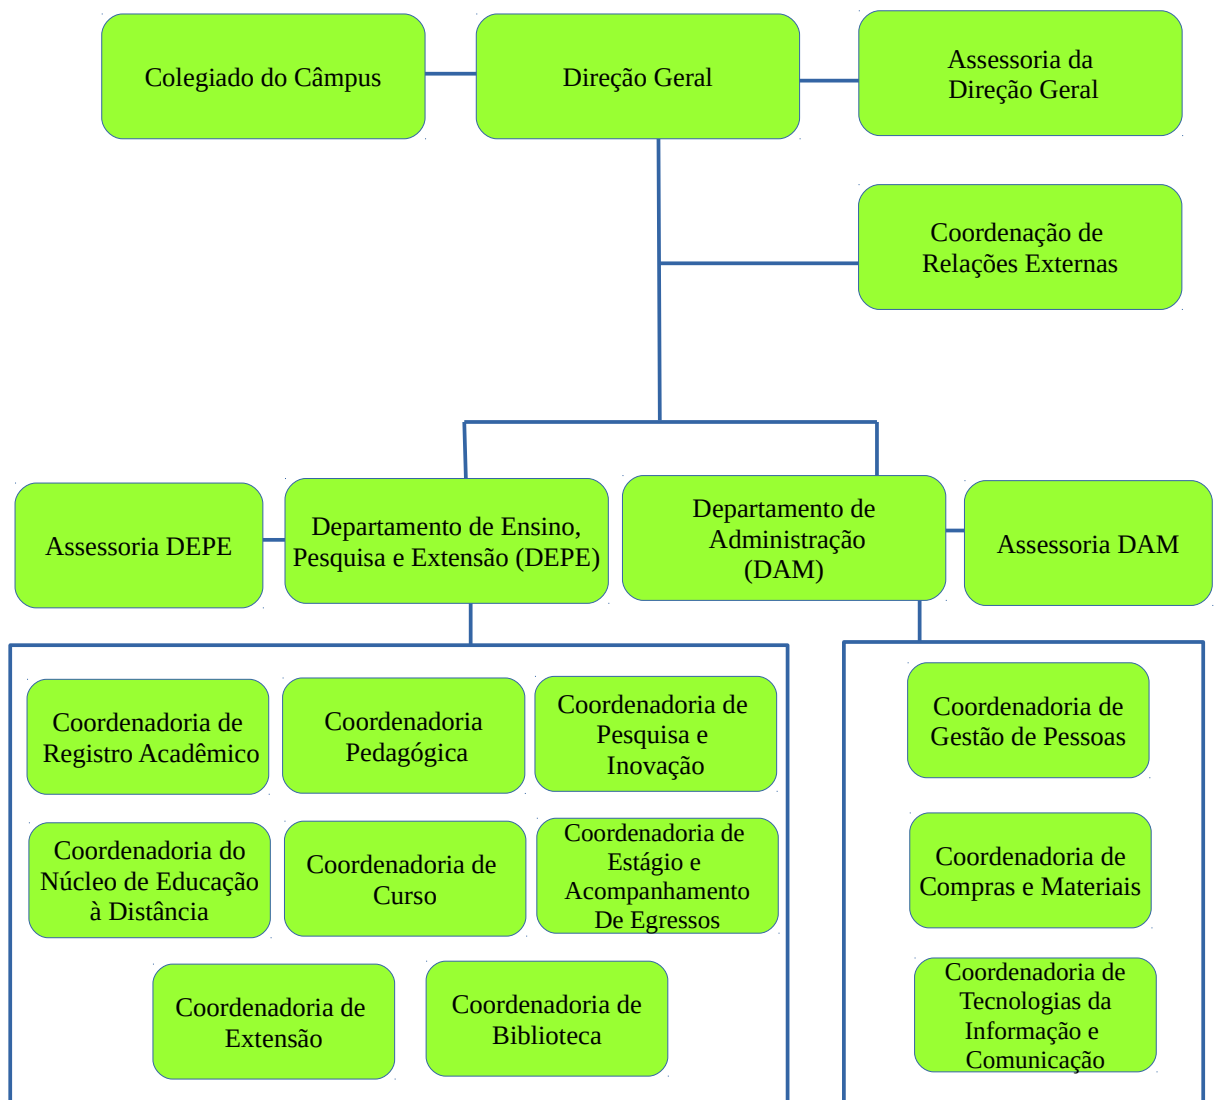 Colegiado do Câmpus
Direção Geral
Assessoria da
Direção Geral
Coordenação de
Relações Externas
Assessoria DEPE
Departamento de Ensino,
Pesquisa e Extensão (DEPE)
Departamento de
Administração
(DAM)
Assessoria DAM
Coordenadoria de
Registro Acadêmico
Coordenadoria
Pedagógica
Coordenadoria de
Pesquisa e
Inovação
Coordenadoria de
Gestão de Pessoas
Coordenadoria do
Núcleo de Educação
à Distância
Coordenadoria de
Curso
Coordenadoria de
Estágio e
Acompanhamento
De Egressos
Coordenadoria de
Compras e Materiais
Coordenadoria de
Extensão
Coordenadoria de
Biblioteca
Coordenadoria de
Tecnologias da
Informação e
Comunicação